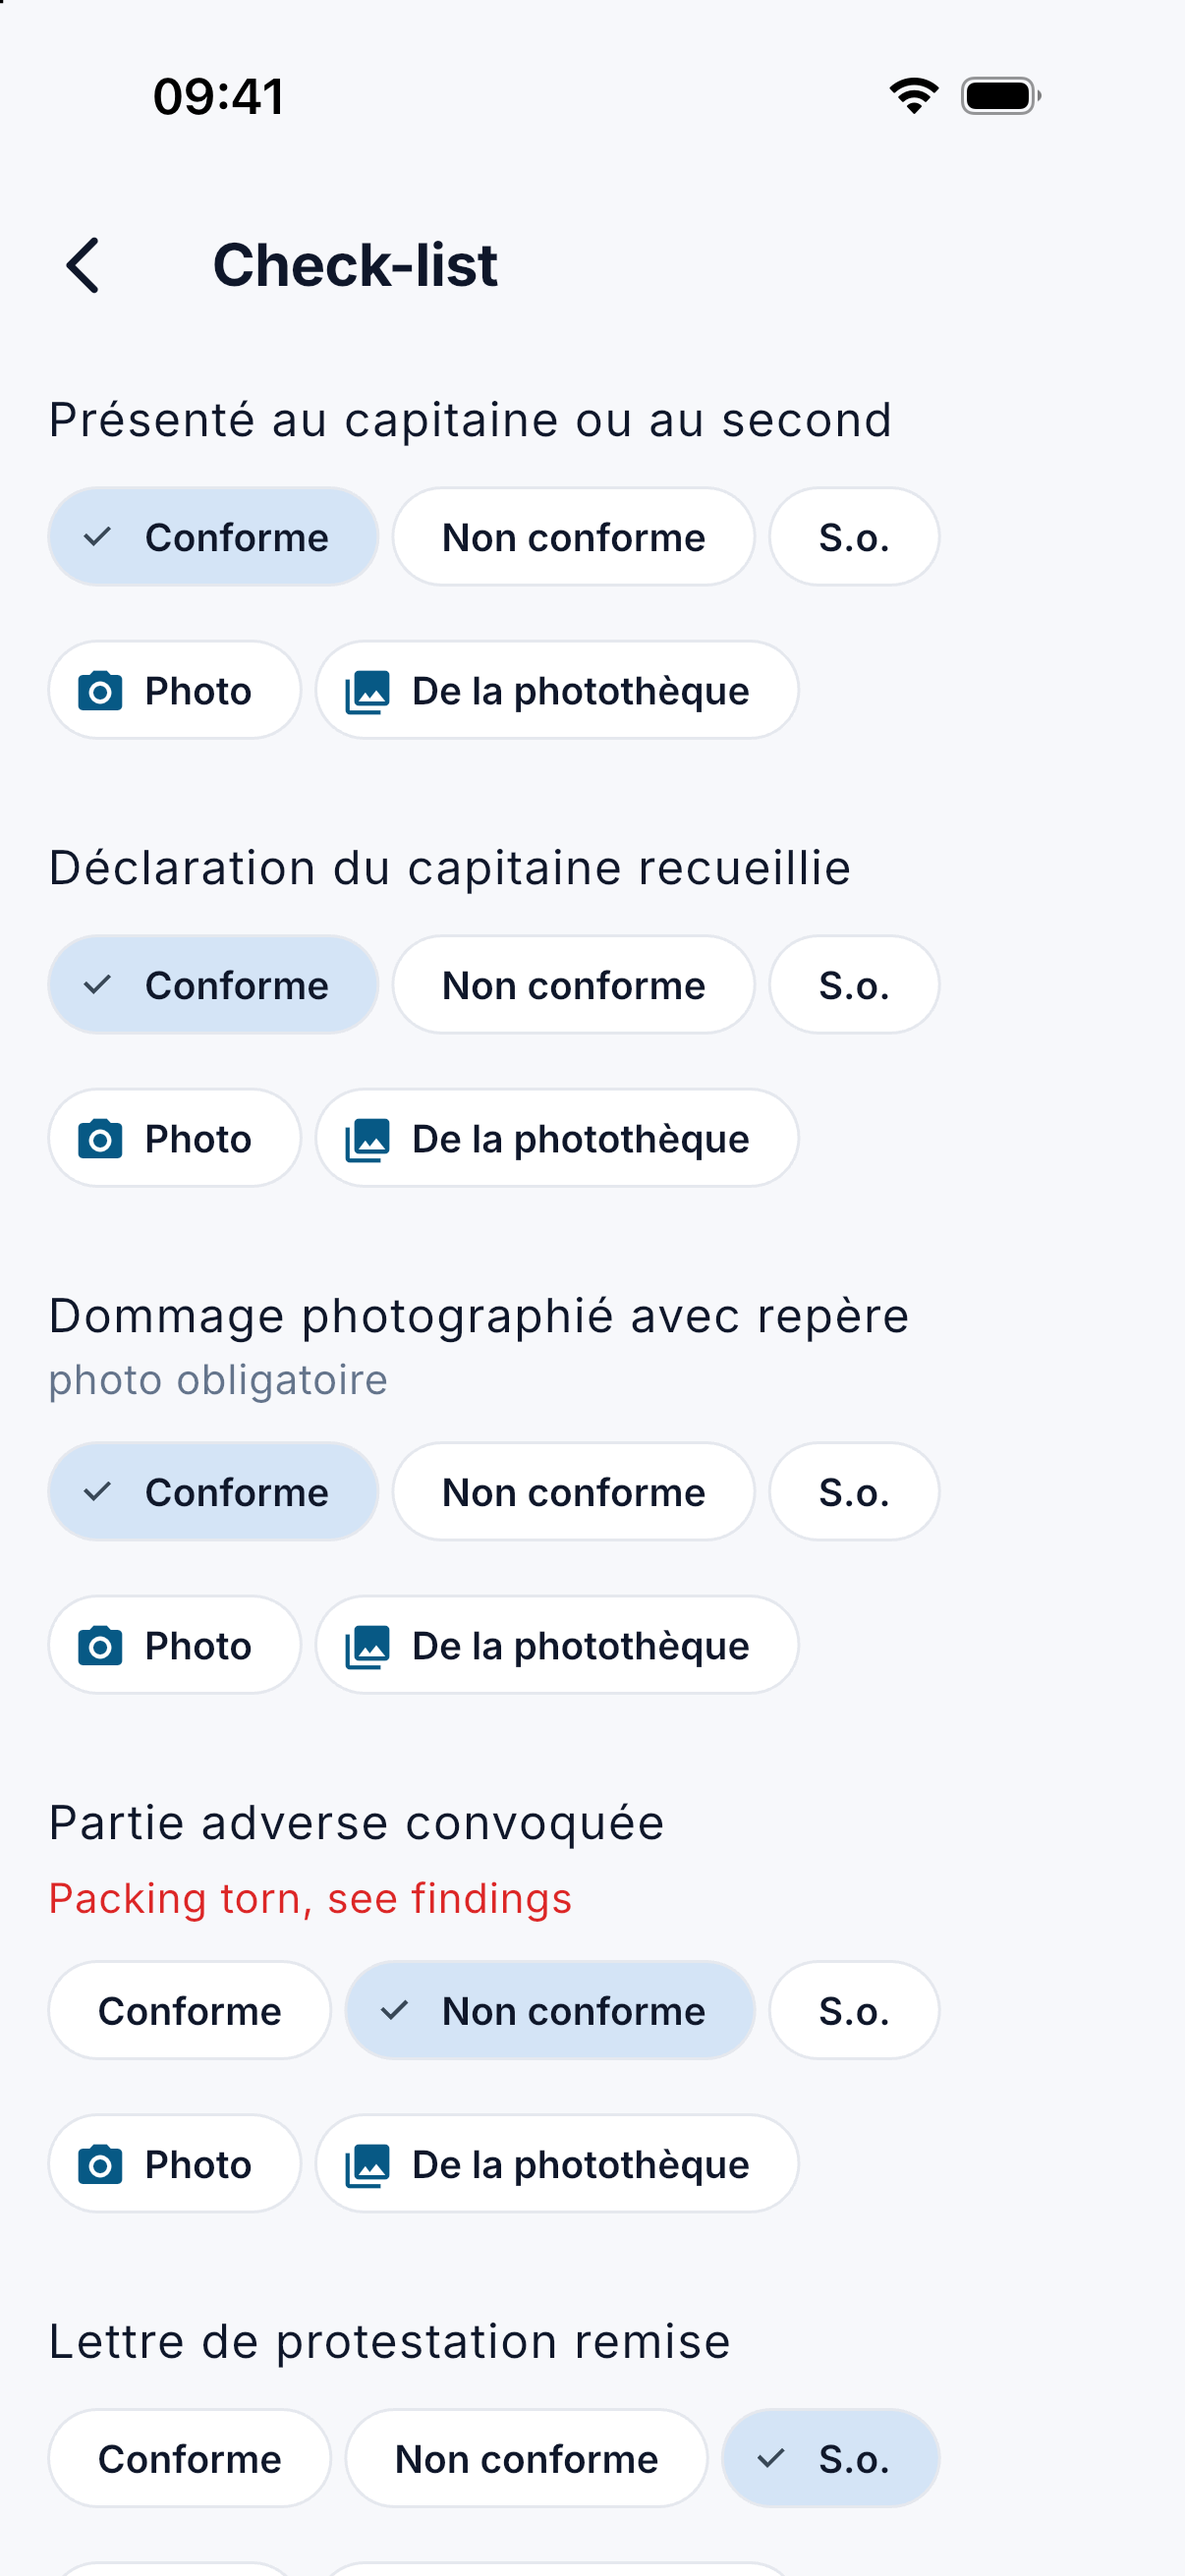 09:41
Check-list
Présenté au capitaine ou au second
Conforme Non conforme S.o.
Photo De la photothèque
Déclaration du capitaine recueillie
Conforme Non conforme S.o.
Photo De la photothèque
Dommage photographié avec repère
photo obligatoire
Conforme Non conforme S.o.
Photo De la photothèque
Partie adverse convoquée
Packing torn, see findings
Conforme Non conforme S.o.
Photo De la photothèque
Lettre de protestation remise
Conforme Non conforme S.o.